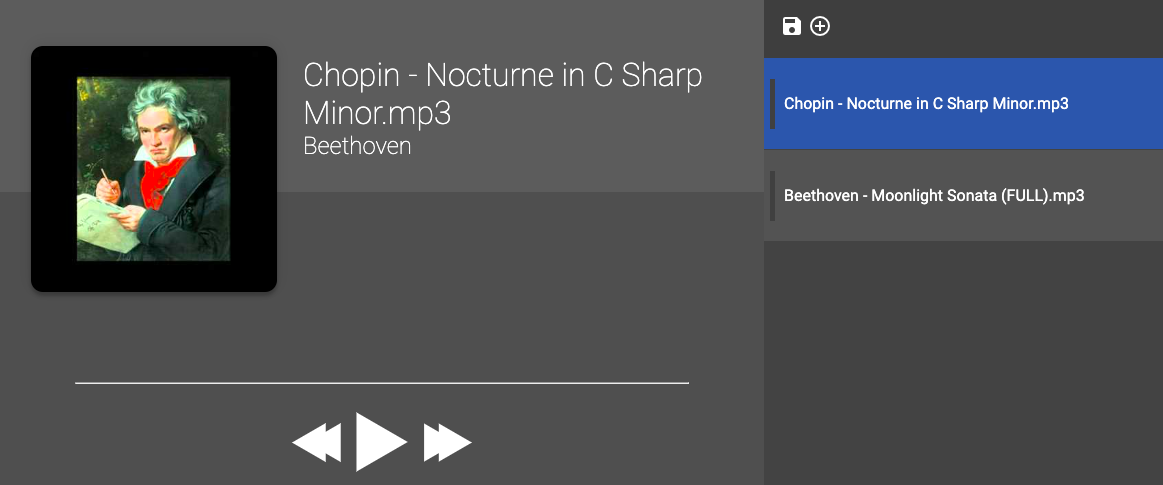 Chopin - Nocturne in C Sharp
Minor.mp3
Beethoven
Chopin - Nocturne in C Sharp Minor.mp3
Beethoven - Moonlight Sonata (FULL).mp3